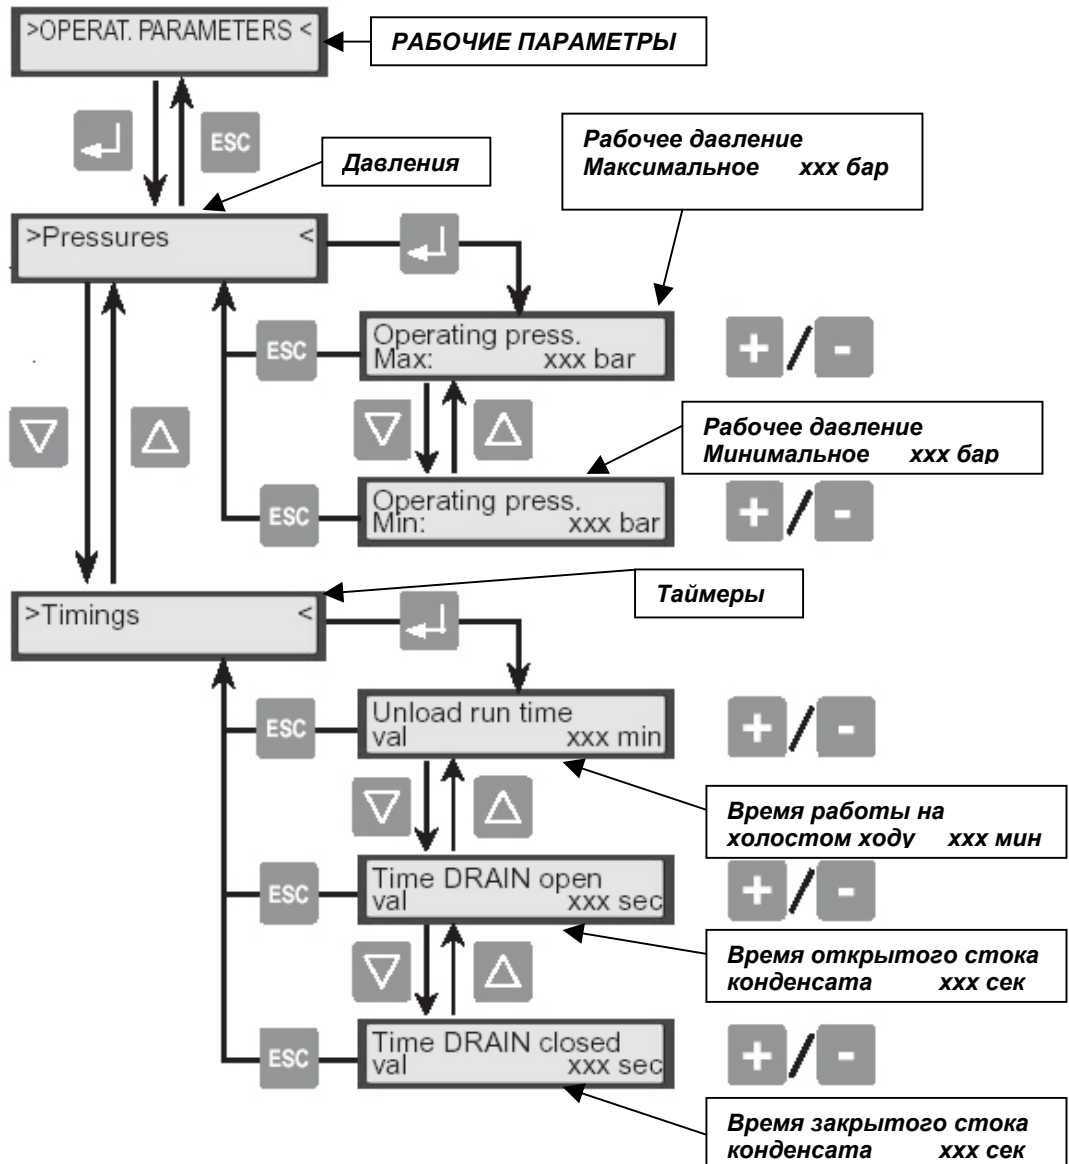 >OPERAT. PARAMETERS <
РАБОЧИЕ ПАРАМЕТРЫ
ESC
Давления
Рабочее давление
Максимальное xxx бар
>Pressures <
Operating press.
Max: xxx bar
ESC
+/-
Рабочее давление
Минимальное xxx бар
Operating press.
Min: xxx bar
ESC
+/-
Таймеры
>Timings <
Unload run time
val xxx min
ESC
+/-
Время работы на
холостом ходу xxx мин
Time DRAIN open
val xxx sec
ESC
+/-
Время открытого стока
конденсата xxx сек
Time DRAIN closed
val xxx sec
ESC
+/-
Время закрытого стока
конденсата xxx сек